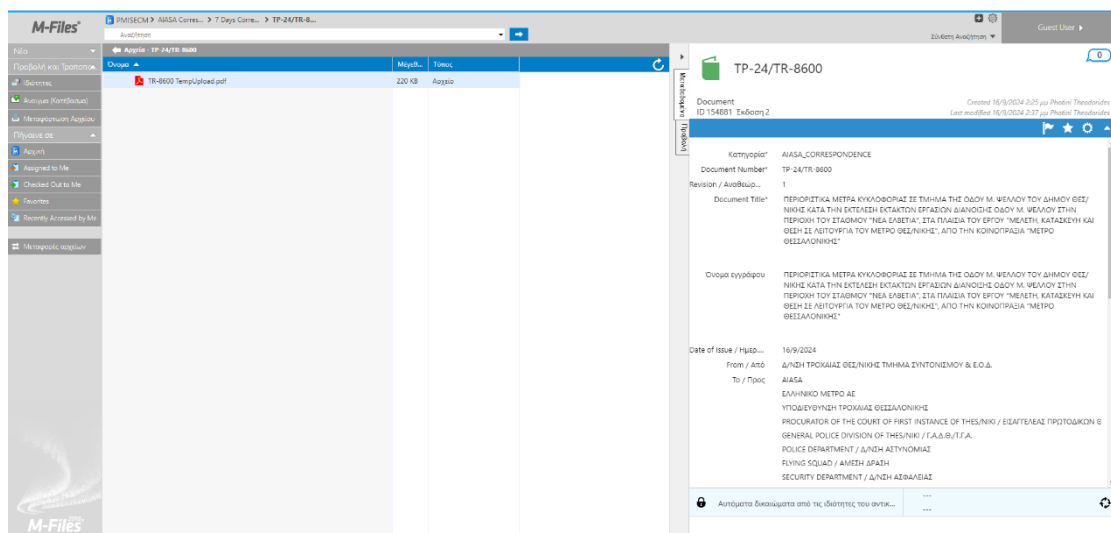 M-Files®
PMISECM > AIASA Corres... > 7 Days Corre... > TP-24/TR-8...
Αναζήτηση
Σύνθετη Αναζήτηση
Guest User
Νέο
Προβολή και Τροποποι...
Ιδιότητες
Άνοιγμα (Κατέβασμα)
Μεταφόρτωση Αρχείου
Πήγαινε σε
Αρχική
Assigned to Me
Checked Out to Me
Favorites
Recently Accessed by Me
Μεταφορές αρχείων
M-Files
Αρχεία - TP-24/TR-8600
Όνομα Μέγεθ... Τύπος
TR-8600 TempUpload.pdf 220 KB Αρχείο
Μεταδεδομένα
Προβολή
0
TP-24/TR-8600
Document
ID 154881 Έκδοση 2
Created 16/9/2024 2:25 μμ Photini Theodorides
Last modified 16/9/2024 2:37 μμ Photini Theodorides
Κατηγορία* AIASA_CORRESPONDENCE
Document Number* TP-24/TR-8600
Revision / Αναθεώρ... 1
Document Title* ΠΕΡΙΟΡΙΣΤΙΚΑ ΜΕΤΡΑ ΚΥΚΛΟΦΟΡΙΑΣ ΣΕ ΤΜΗΜΑ ΤΗΣ ΟΔΟΥ Μ. ΨΕΛΛΟΥ ΤΟΥ ΔΗΜΟΥ ΘΕΣ/
ΝΙΚΗΣ ΚΑΤΑ ΤΗΝ ΕΚΤΕΛΕΣΗ ΕΚΤΑΚΤΩΝ ΕΡΓΑΣΙΩΝ ΔΙΑΝΟΙΞΗΣ ΟΔΟΥ Μ. ΨΕΛΛΟΥ ΣΤΗΝ
ΠΕΡΙΟΧΗ ΤΟΥ ΣΤΑΘΜΟΥ "ΝΕΑ ΕΛΒΕΤΙΑ", ΣΤΑ ΠΛΑΙΣΙΑ ΤΟΥ ΕΡΓΟΥ "ΜΕΛΕΤΗ, ΚΑΤΑΣΚΕΥΗ ΚΑΙ
ΘΕΣΗ ΣΕ ΛΕΙΤΟΥΡΓΙΑ ΤΟΥ ΜΕΤΡΟ ΘΕΣ/ΝΙΚΗΣ", ΑΠΟ ΤΗΝ ΚΟΙΝΟΠΡΑΞΙΑ "ΜΕΤΡΟ
ΘΕΣΣΑΛΟΝΙΚΗΣ"
Όνομα εγγράφου ΠΕΡΙΟΡΙΣΤΙΚΑ ΜΕΤΡΑ ΚΥΚΛΟΦΟΡΙΑΣ ΣΕ ΤΜΗΜΑ ΤΗΣ ΟΔΟΥ Μ. ΨΕΛΛΟΥ ΤΟΥ ΔΗΜΟΥ ΘΕΣ/
ΝΙΚΗΣ ΚΑΤΑ ΤΗΝ ΕΚΤΕΛΕΣΗ ΕΚΤΑΚΤΩΝ ΕΡΓΑΣΙΩΝ ΔΙΑΝΟΙΞΗΣ ΟΔΟΥ Μ. ΨΕΛΛΟΥ ΣΤΗΝ
ΠΕΡΙΟΧΗ ΤΟΥ ΣΤΑΘΜΟΥ "ΝΕΑ ΕΛΒΕΤΙΑ", ΣΤΑ ΠΛΑΙΣΙΑ ΤΟΥ ΕΡΓΟΥ "ΜΕΛΕΤΗ, ΚΑΤΑΣΚΕΥΗ ΚΑΙ
ΘΕΣΗ ΣΕ ΛΕΙΤΟΥΡΓΙΑ ΤΟΥ ΜΕΤΡΟ ΘΕΣ/ΝΙΚΗΣ", ΑΠΟ ΤΗΝ ΚΟΙΝΟΠΡΑΞΙΑ "ΜΕΤΡΟ
ΘΕΣΣΑΛΟΝΙΚΗΣ"
Date of Issue / Ημερ.... 16/9/2024
From / Από Δ/ΝΣΗ ΤΡΟΧΑΙΑΣ ΘΕΣ/ΝΙΚΗΣ ΤΜΗΜΑ ΣΥΝΤΟΝΙΣΜΟΥ & Ε.Ο.Δ.
To / Προς AIASA
ΕΛΛΗΝΙΚΟ ΜΕΤΡΟ ΑΕ
ΥΠΟΔΙΕΥΘΥΝΣΗ ΤΡΟΧΑΙΑΣ ΘΕΣΣΑΛΟΝΙΚΗΣ
PROCURATOR OF THE COURT OF FIRST INSTANCE OF THES/NIKI / ΕΙΣΑΓΓΕΛΕΑΣ ΠΡΩΤΟΔΙΚΩΝ Θ
GENERAL POLICE DIVISION OF THES/NIKI / Γ.Α.Δ.Θ./Τ.Γ.Α.
POLICE DEPARTMENT / Δ/ΝΣΗ ΑΣΤΥΝΟΜΙΑΣ
FLYING SQUAD / ΑΜΕΣΗ ΔΡΑΣΗ
SECURITY DEPARTMENT / Δ/ΝΣΗ ΑΣΦΑΛΕΙΑΣ
Αυτόματα δικαιώματα από τις ιδιότητες του αντικ... ---
---